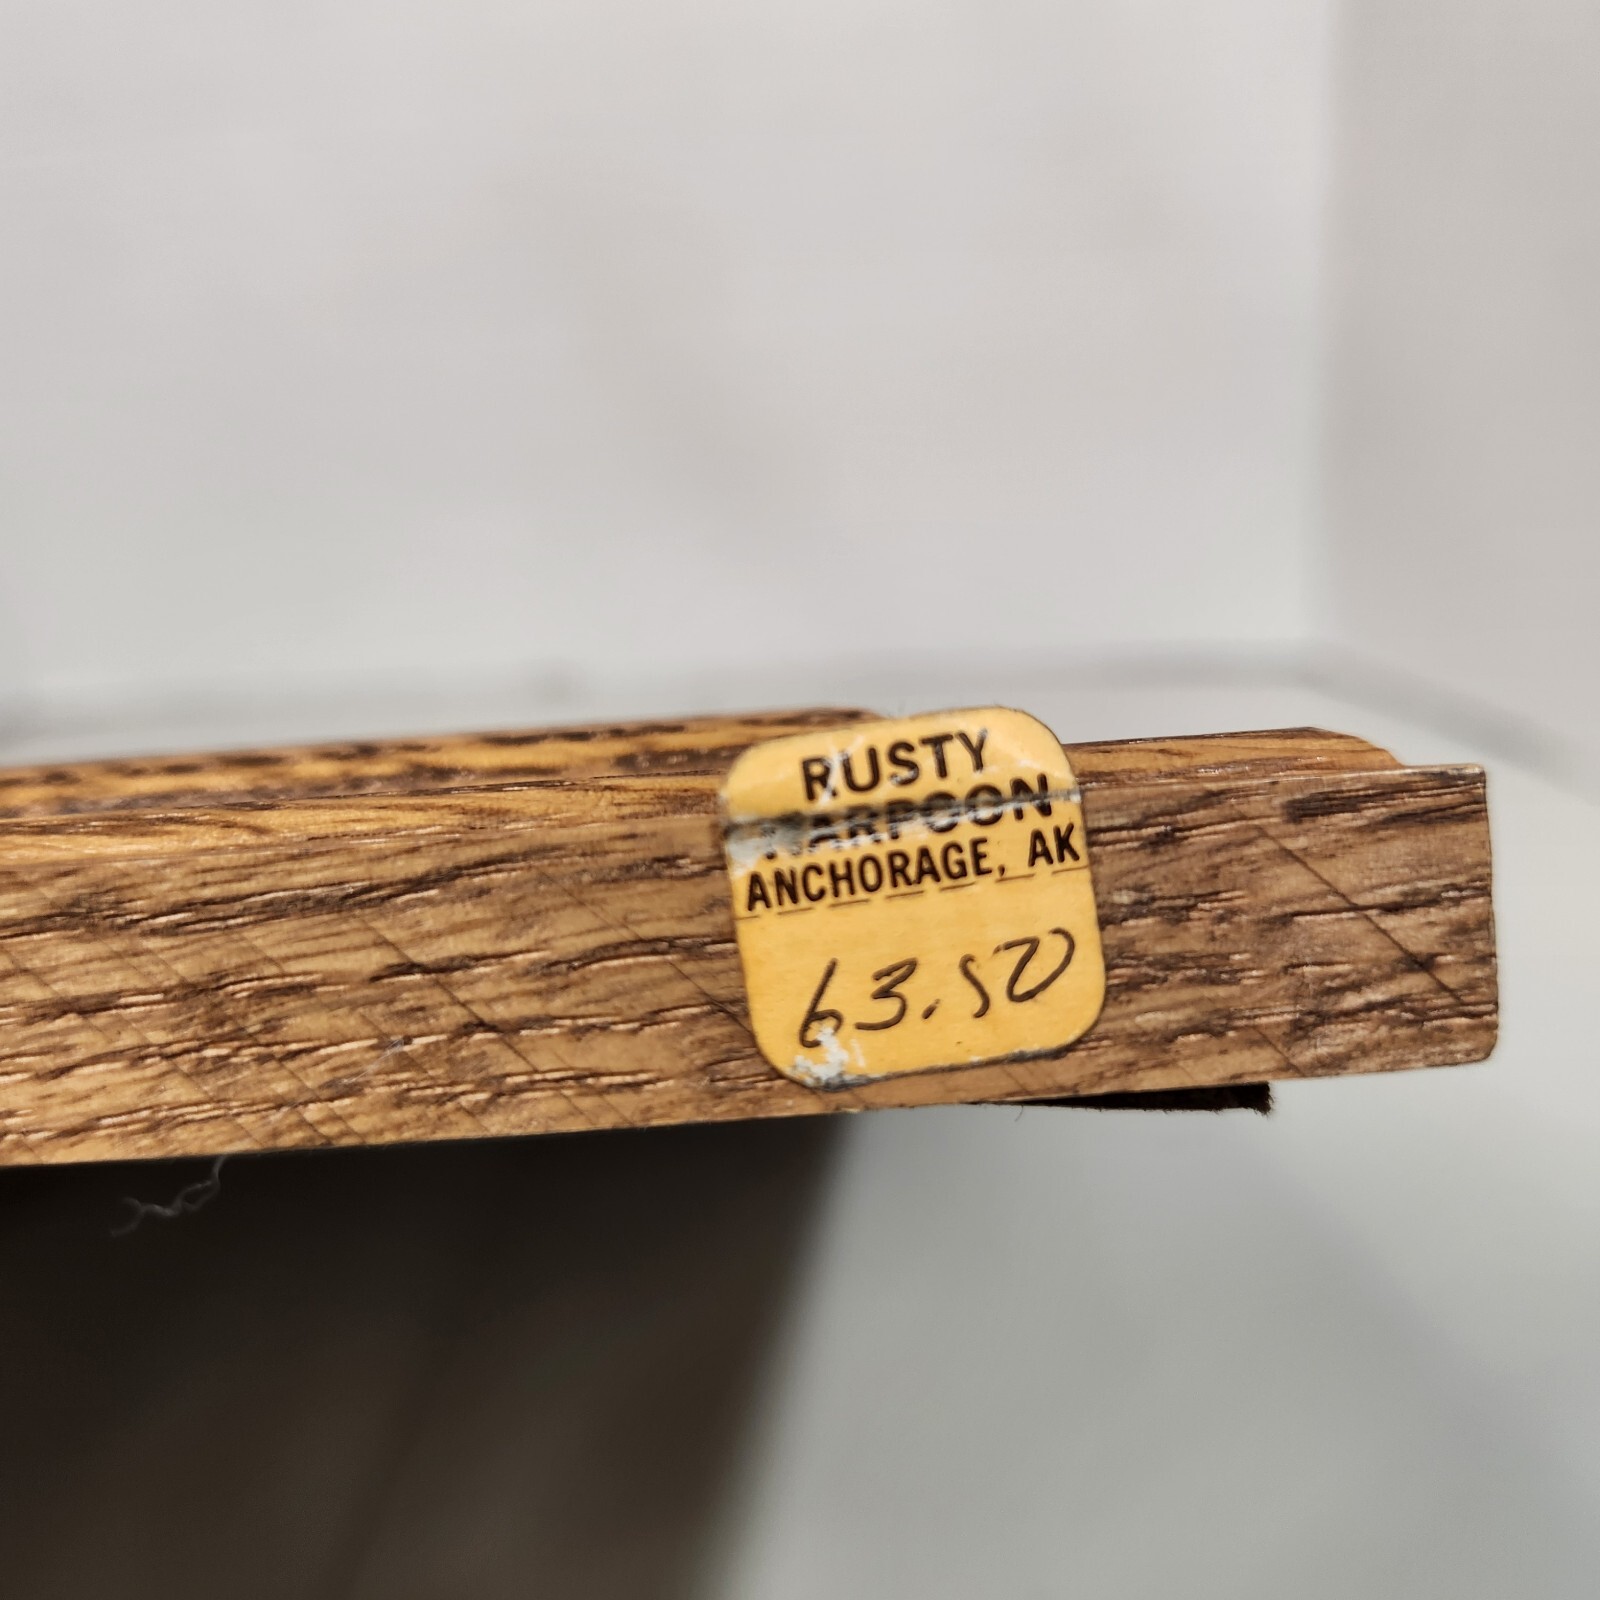 RUSTY
HARPOON
ANCHORAGE, AK
63.50